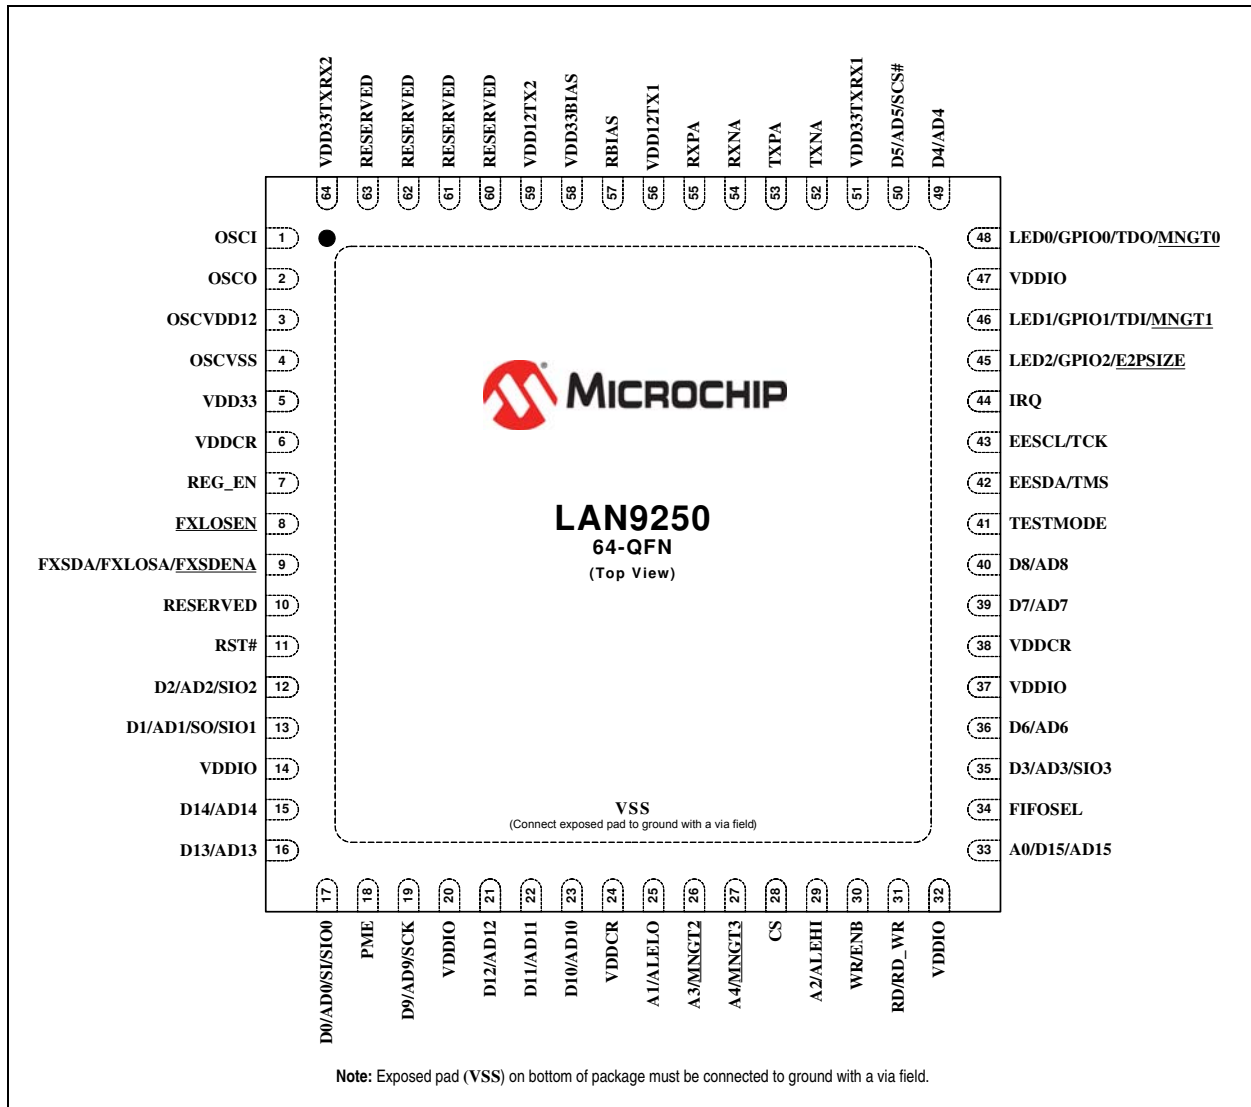 VDD33TXRX2
RESERVED
RESERVED
RESERVED
RESERVED
VDD12TX2
VDD33BIAS
RBIAS
VDD12TX1
RXPA
RXNA
TXPA
TXNA
VDD33TXRX1
D5/AD5/SCS#
D4/AD4
64
63
62
61
60
59
58
57
56
55
54
53
52
51
50
49
OSCI 1
OSCO 2
OSCVDD12 3
OSCVSS 4
VDD33 5
VDDCR 6
REG_EN 7
FXLOSEN 8
FXSDA/FXLOSA/FXSDENA 9
RESERVED 10
RST# 11
D2/AD2/SIO2 12
D1/AD1/SO/SIO1 13
VDDIO 14
D14/AD14 15
D13/AD13 16
MICROCHIP
LAN9250
64-QFN
(Top View)
VSS
(Connect exposed pad to ground with a via field)
48 LED0/GPIO0/TDO/MNGT0
47 VDDIO
46 LED1/GPIO1/TDI/MNGT1
45 LED2/GPIO2/E2PSIZE
44 IRQ
43 EESCL/TCK
42 EESDA/TMS
41 TESTMODE
40 D8/AD8
39 D7/AD7
38 VDDCR
37 VDDIO
36 D6/AD6
35 D3/AD3/SIO3
34 FIFOSEL
33 A0/D15/AD15
17
18
19
20
21
22
23
24
25
26
27
28
29
30
31
32
D0/AD0/SI/SIO0
PME
D9/AD9/SCK
VDDIO
D12/AD12
D11/AD11
D10/AD10
VDDCR
A1/ALELO
A3/MNGT2
A4/MNGT3
CS
A2/ALEHI
WR/ENB
RD/RD_WR
VDDIO
Note: Exposed pad (VSS) on bottom of package must be connected to ground with a via field.